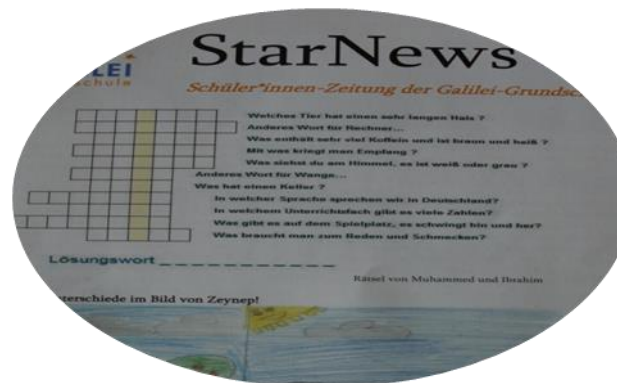 StarNews
LEI
schule
Schüler*innen-Zeitung der Galilei-Grundsc
Welches Tier hat einen sehr langen Hals ?
Anderes Wort für Rechner...
Was enthält sehr viel Koffein und ist braun und heiß ?
Mit was kriegt man Empfang ?
Was siehst du am Himmel, es ist weiß oder grau ?
Anderes Wort für Wange...
Was hat einen Keller ?
In welcher Sprache sprechen wir in Deutschland?
In welchem Unterrichtsfach gibt es viele Zahlen?
Was gibt es auf dem Spielplatz, es schwingt hin und her?
Was braucht man zum Reden und Schmecken?
Lösungswort _ _ _ _ _ _ _ _ _ _ _
Rätsel von Muhammed und Ibrahim
terschiede im Bild von Zeynep!